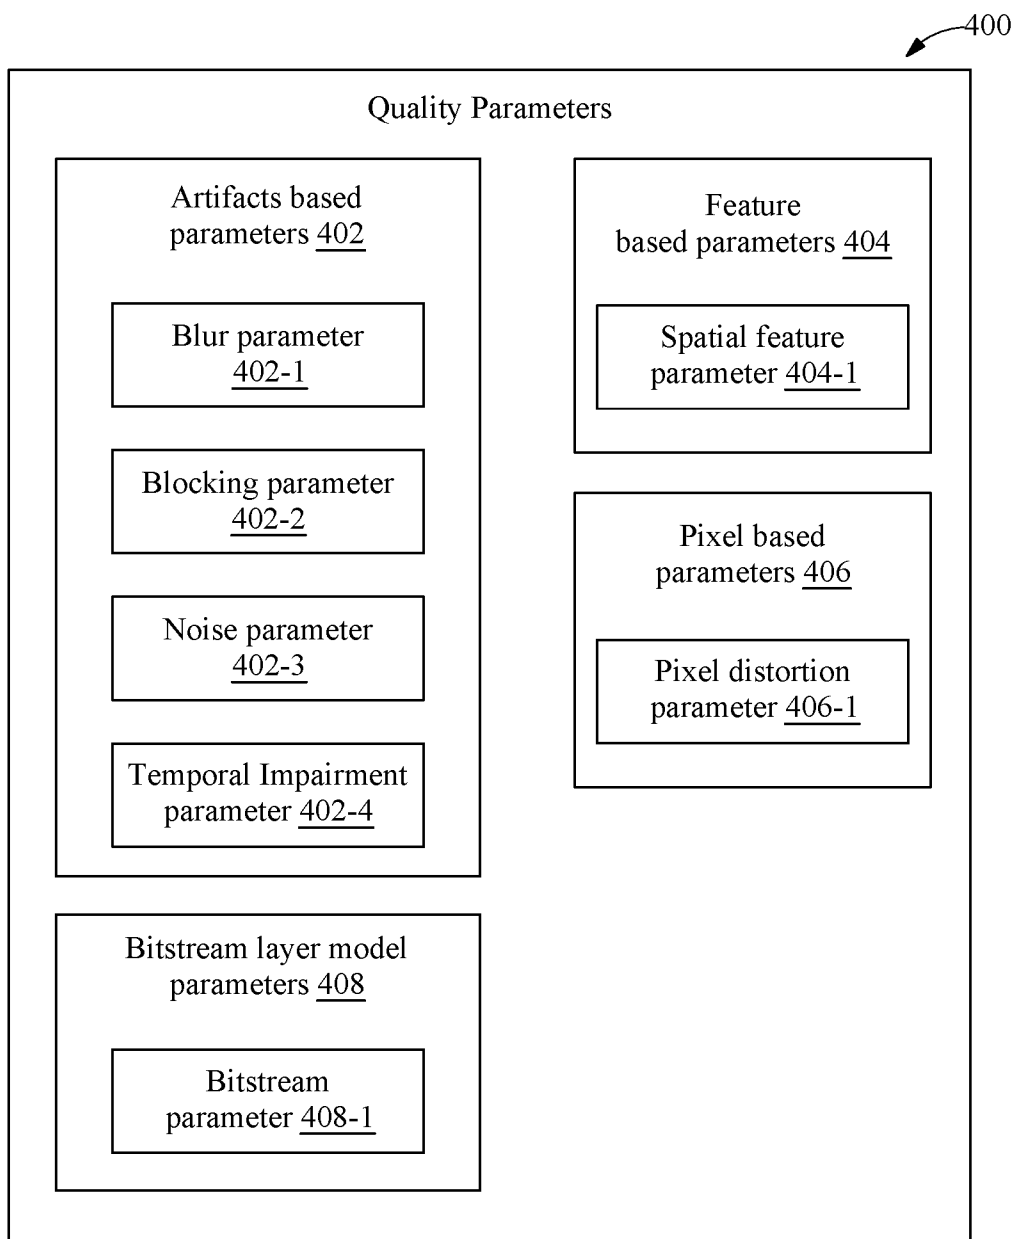 400
Quality Parameters
Artifacts based
parameters 402
Blur parameter
402-1
Blocking parameter
402-2
Noise parameter
402-3
Temporal Impairment
parameter 402-4
Feature
based parameters 404
Spatial feature
parameter 404-1
Pixel based
parameters 406
Pixel distortion
parameter 406-1
Bitstream layer model
parameters 408
Bitstream
parameter 408-1